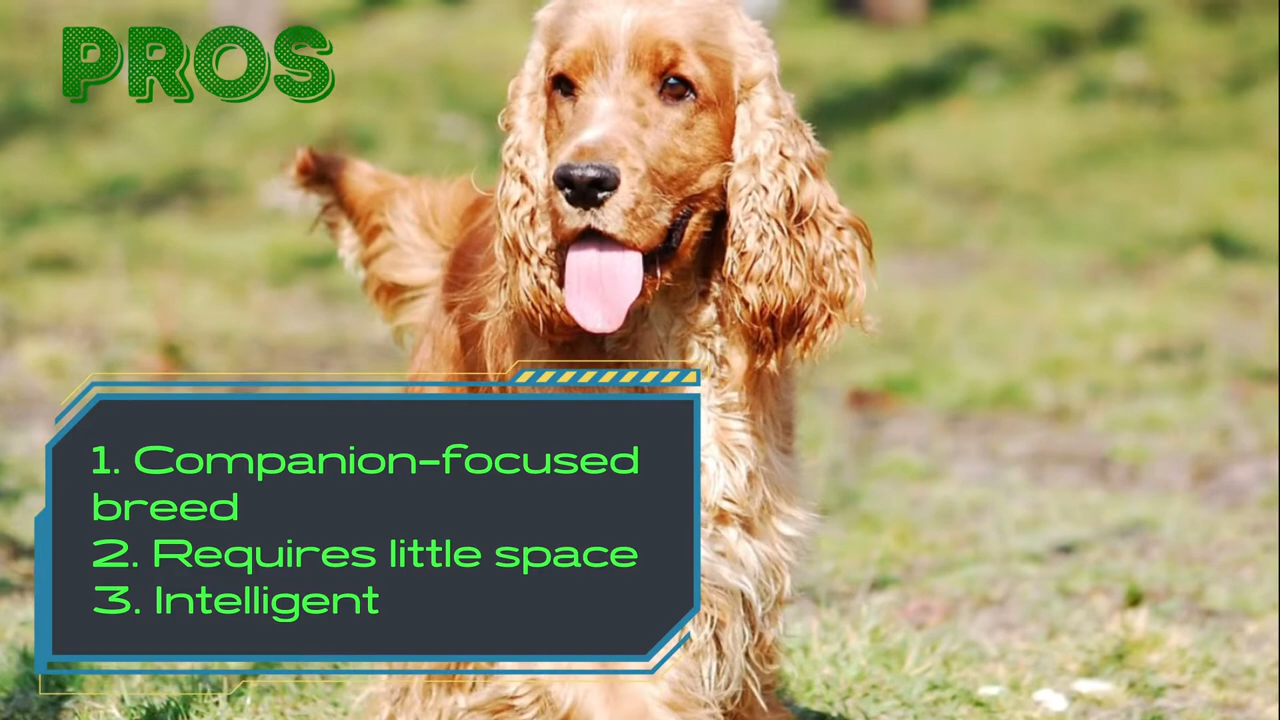 PROS
1. Companion-focused
breed
2. Requires little space
3. Intelligent